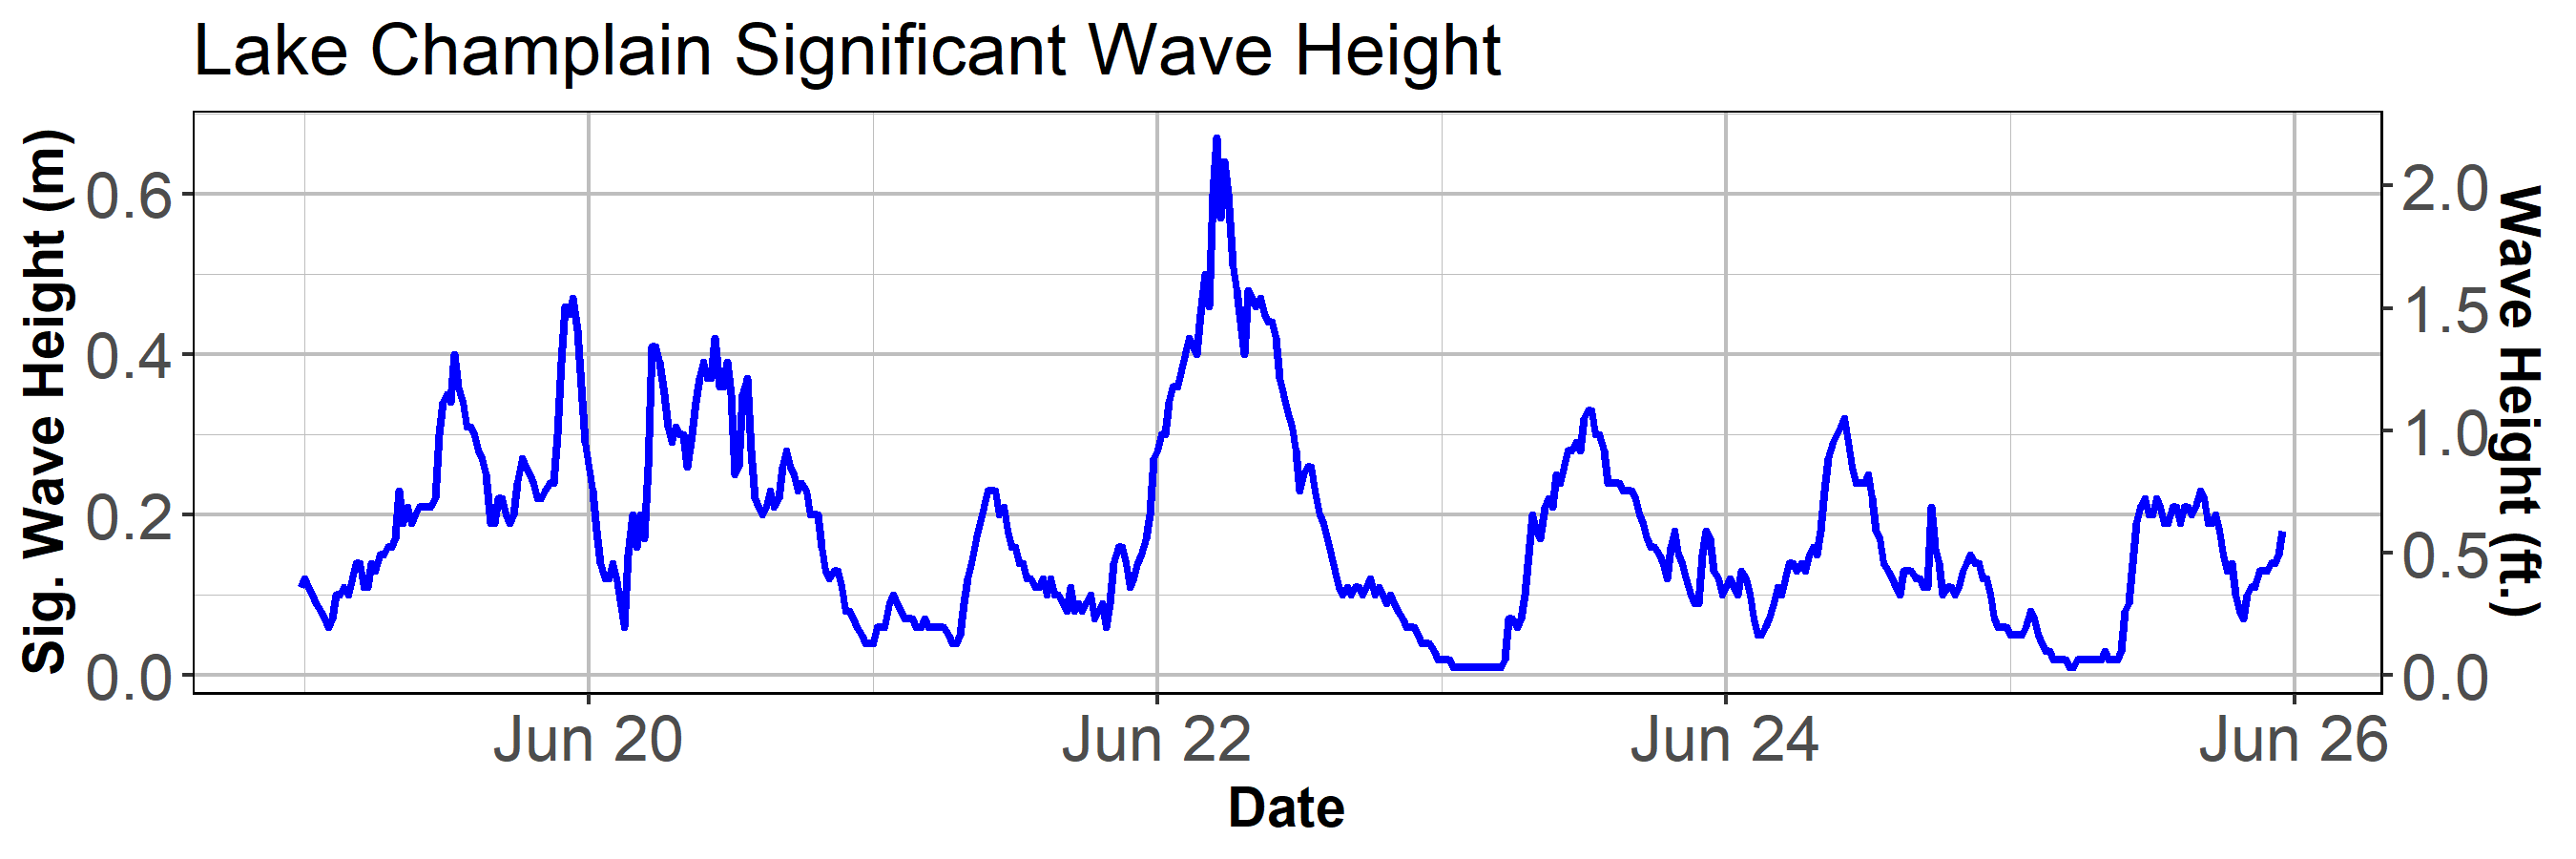 Lake Champlain Significant Wave Height
Sig. Wave Height (m)
0.6
0.4
0.2
0.0
2.0
1.5
1.0
0.5
0.0
Wave Height (ft.)
Jun 20
Jun 22
Jun 24
Jun 26
Date